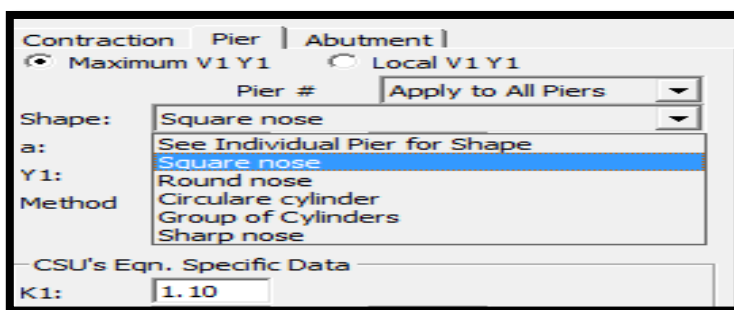 Contraction Pier Abutment
Maximum V1 Y1 Local V1 Y1
Pier # Apply to All Piers
Shape: Square nose
a: See Individual Pier for Shape
Square nose
Y1: Round nose
Method Circulare cylinder
Group of Cylinders
Sharp nose
CSU's Eqn. Specific Data
K1: 1.10